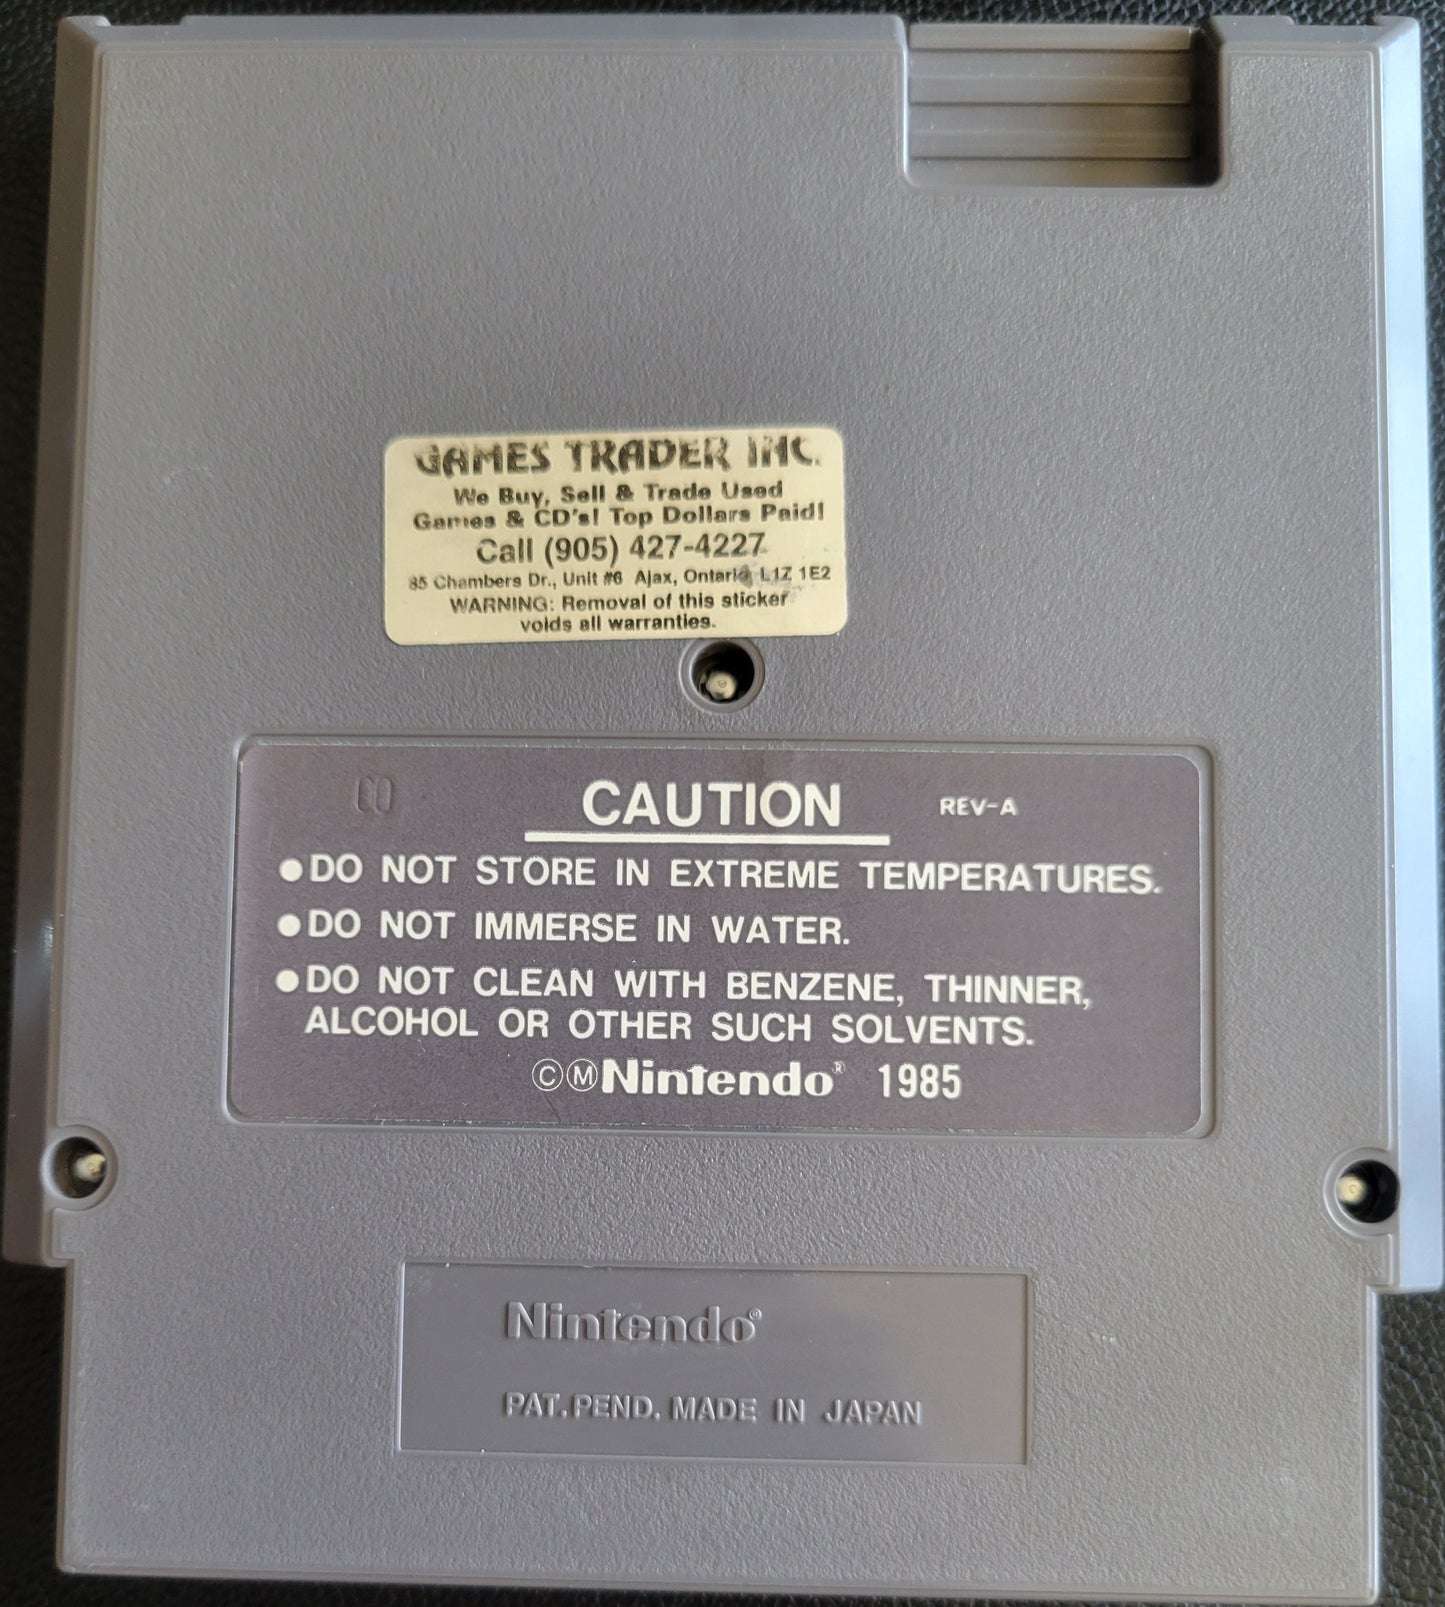 GAMES TRADER INC.
We Buy, Sell & Trade Used
Games & CD's! Top Dollars Paid!
Call (905) 427-4227
85 Chambers Dr., Unit #6 Ajax, Ontario, L1Z 1E2
WARNING: Removal of this sticker
voids all warranties.
CAUTION REV-A
●DO NOT STORE IN EXTREME TEMPERATURES.
●DO NOT IMMERSE IN WATER.
●DO NOT CLEAN WITH BENZENE, THINNER,
ALCOHOL OR OTHER SUCH SOLVENTS.
ⒸⓂNintendo® 1985
Nintendo®
PAT. PEND. MADE IN JAPAN